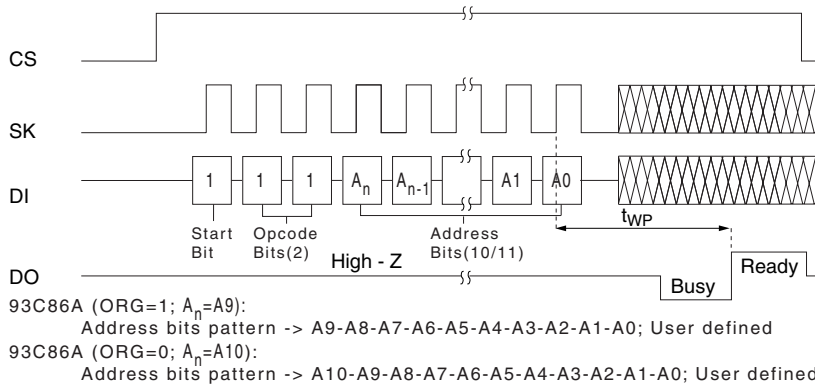 CS
SK
DI
1 1 1 An An-1 A1 A0
tWP
Start Bit
Opcode Bits(2)
Address Bits(10/11)
High - Z
DO
Busy
Ready
93C86A (ORG=1; An=A9):
Address bits pattern -> A9-A8-A7-A6-A5-A4-A3-A2-A1-A0; User defined
93C86A (ORG=0; An=A10):
Address bits pattern -> A10-A9-A8-A7-A6-A5-A4-A3-A2-A1-A0; User defined